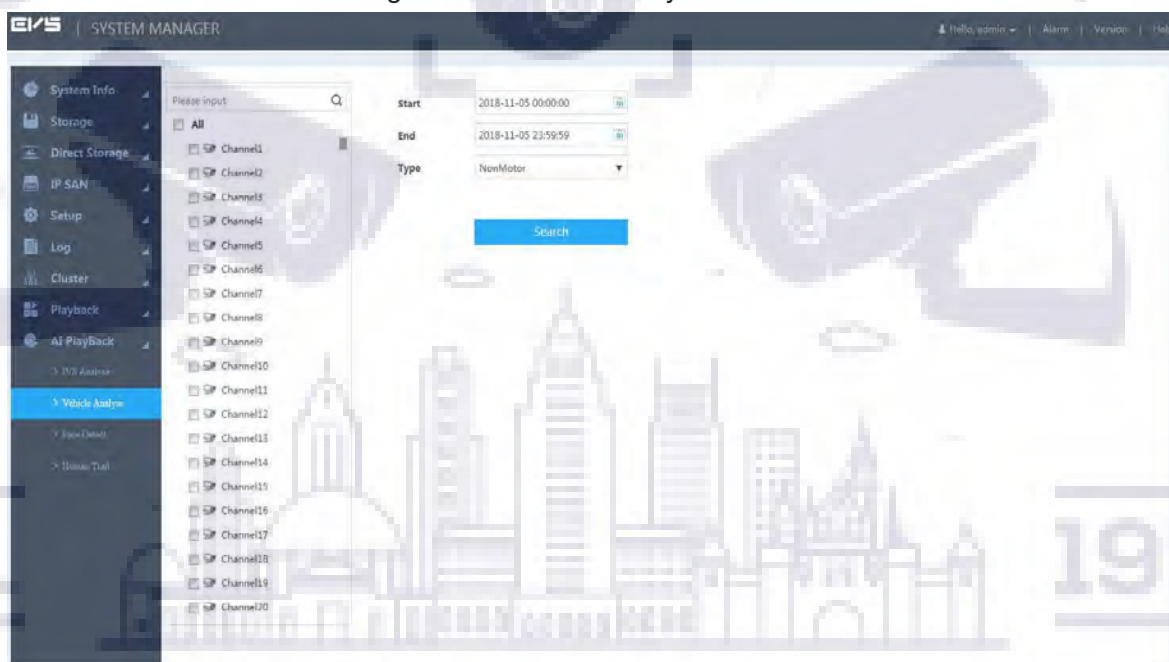 EVS | SYSTEM MANAGER
Hello, admin | Alarm | Version | Help
System Info
Storage
Direct Storage
IP SAN
Setup
Log
Cluster
Playback
AI PlayBack
> IVS Analyse
> Vehicle Analyse
> Face Detect
> Human Trait
Please input
All
Channel1
Channel2
Channel3
Channel4
Channel5
Channel6
Channel7
Channel8
Channel9
Channel10
Channel11
Channel12
Channel13
Channel14
Channel15
Channel16
Channel17
Channel18
Channel19
Channel20
Start 2018-11-05 00:00:00
End 2018-11-05 23:59:59
Type NonMotor
Search
19